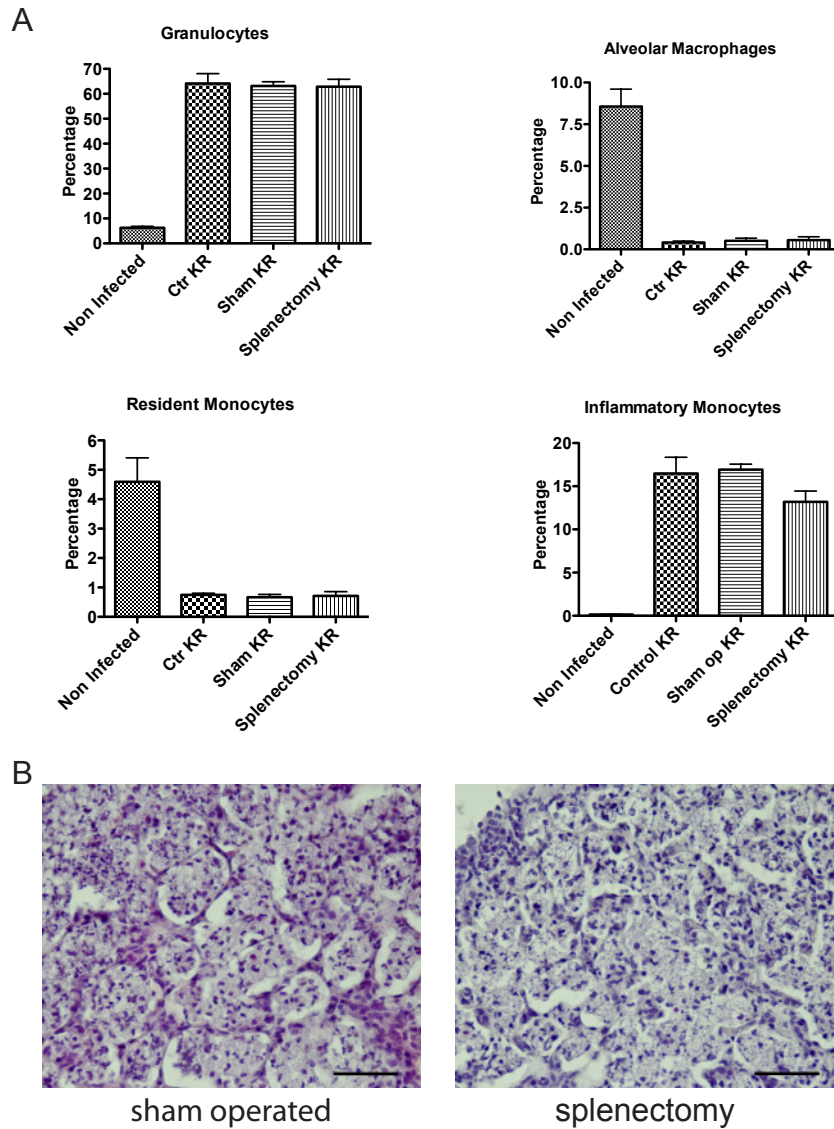 A
Granulocytes
Percentage
70
60
50
40
30
20
10
0
Non Infected
Ctr KR
Sham KR
Splenectomy KR
Alveolar Macrophages
Percentage
10.0
7.5
5.0
2.5
0.0
Non Infected
Ctr KR
Sham KR
Splenectomy KR
Resident Monocytes
Percentage
6
5
4
3
2
1
0
Non Infected
Ctr KR
Sham KR
Splenectomy KR
Inflammatory Monocytes
Percentage
20
15
10
5
0
Non Infected
Control KR
Sham op KR
Splenectomy KR
B
sham operated
splenectomy